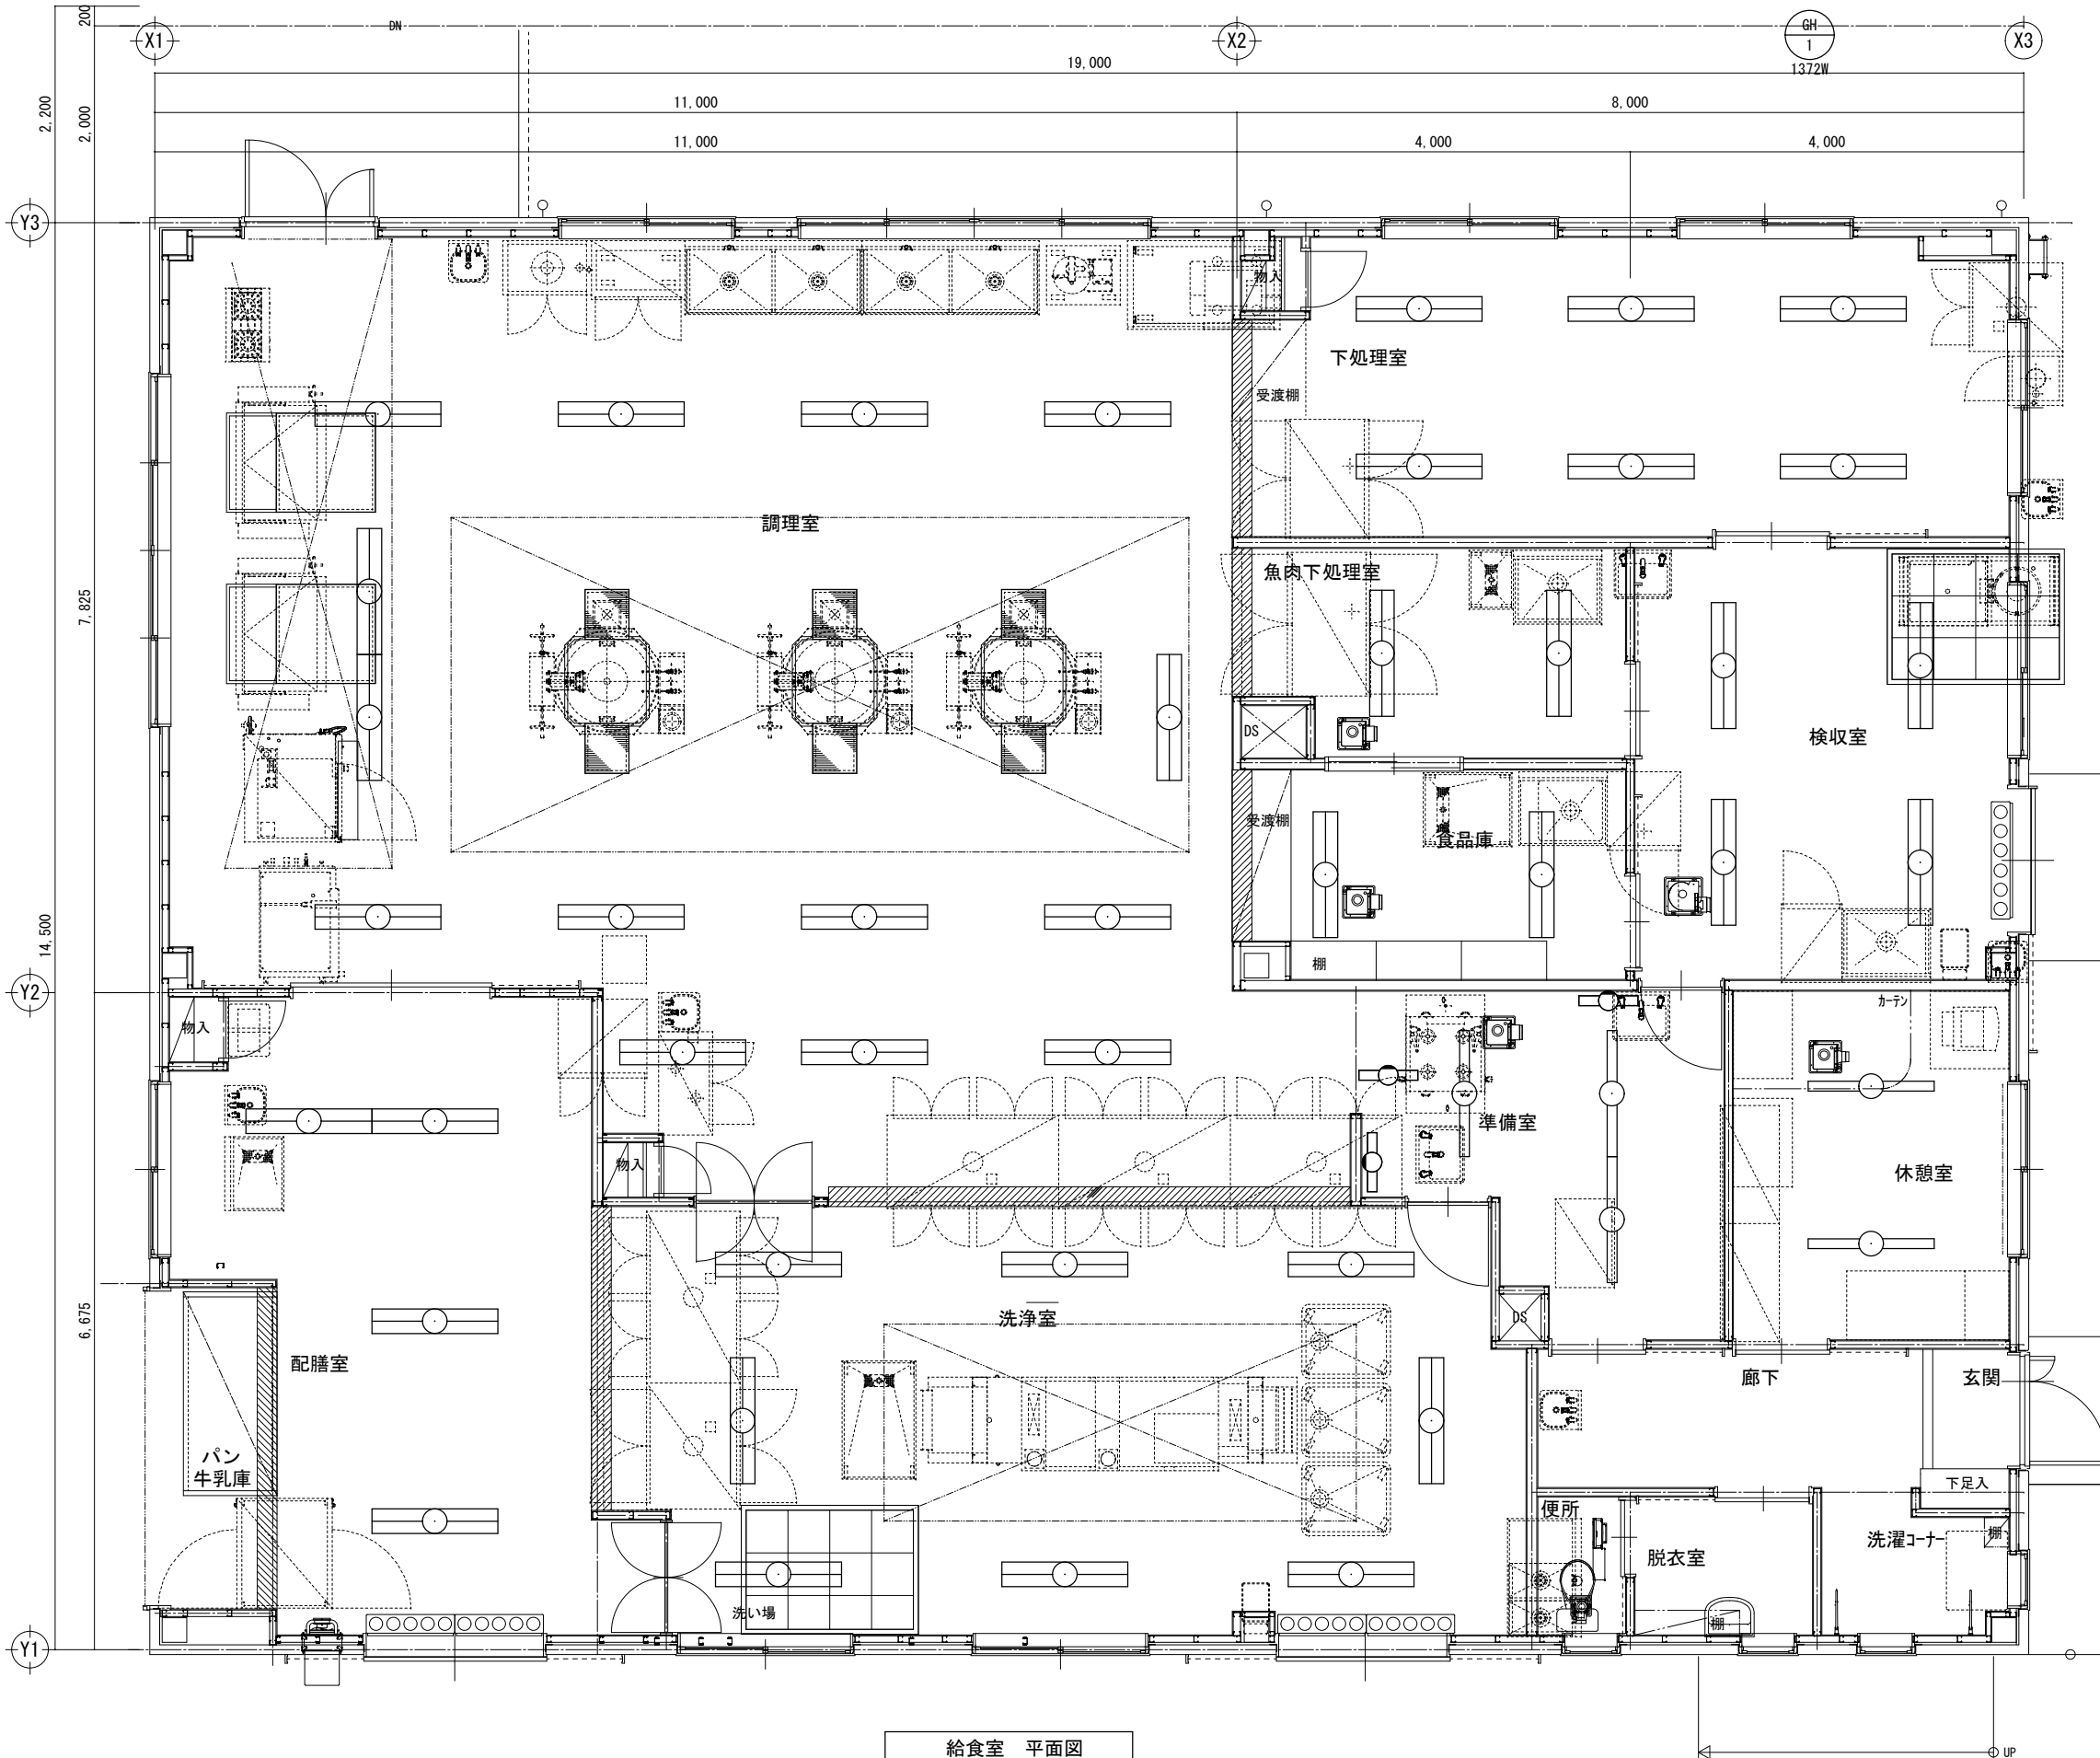 200
DN
GH
X1
X2
1
X3
19,000
1372W
2,200
2,000
11,000
8,000
11,000
4,000
4,000
Y3
物入
下処理室
受渡棚
調理室
魚肉下処理室
7,825
DS
検収室
受渡棚
食品庫
14,500
棚
Y2
カーテン
物入
準備室
物入
休憩室
6,675
洗浄室
DS
配膳室
廊下
玄関
パン
牛乳庫
下足入
便所
棚
洗濯コーナー
脱衣室
洗い場
棚
Y1
給食室 平面図
UP